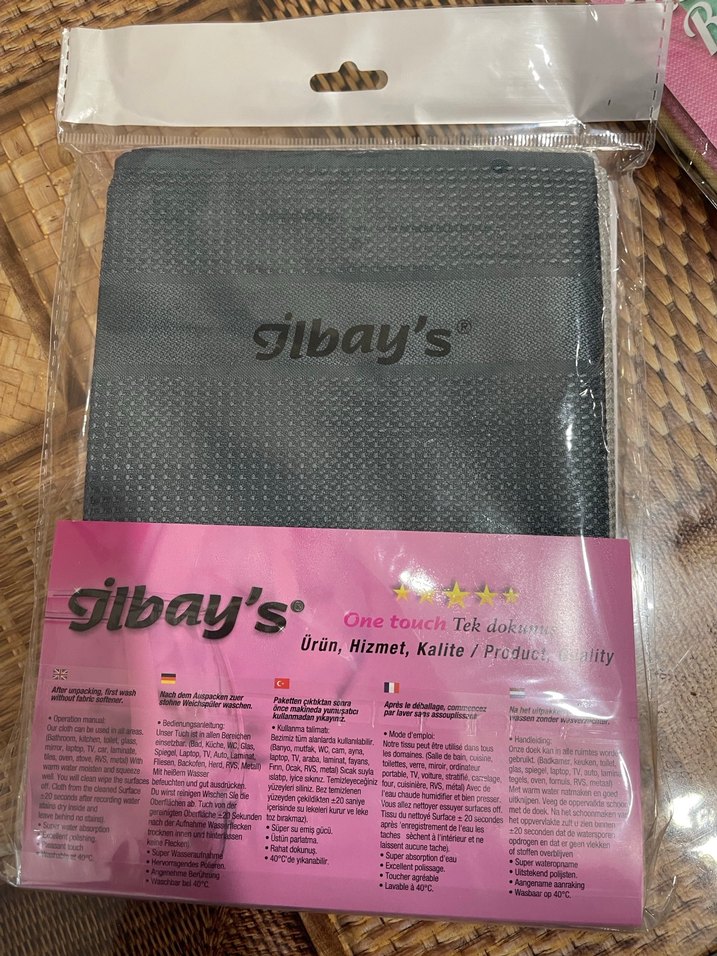 İlbay's®
İlbay's®
One touch Tek dokunuş
Ürün, Hizmet, Kalite / Product, Quality
After unpacking, first wash
without fabric softener.
• Operation manual:
Our cloth can be used in all areas.
(Bathroom, kitchen, toilet, glass,
mirror, laptop, TV, car, laminate,
tiles, oven, stove, RVS, metal) With
warm water moisten and squeeze
well. You will clean wipe the surfaces
off. Cloth from the cleaned Surface
±20 seconds after recording water
stains dry inside and
leave behind no stains).
• Super water absorption
Excellent polishing.
Pleasant touch
• Washable at 40°C.
Nach dem Auspacken zuer
stohne Weichspüler waschen.
• Bedienungsanleitung:
Unser Tuch ist in allen Bereichen
einsetzbar. (Bad, Küche, WC, Glas,
Spiegel, Laptop, TV, Auto, Laminat,
Fliesen, Backofen, Herd, RVS, Metall)
Mit heißem Wasser
befeuchten und gut ausdrücken.
Du wirst reinigen Wischen Sie die
Oberflächen ab. Tuch von der
gereinigten Oberfläche ±20 Sekunden
nach der Aufnahme Wasserflecken
trocknen innen und hinterlassen
keine Flecken).
• Super Wasseraufnahme
• Hervorragendes Polieren.
• Angenehme Berührung
• Waschbar bei 40°C.
Paketten çıktıktan sonra
önce makineda yumuşatıcı
kullanmadan yıkayınız.
• Kullanma talimatı:
Bezimiz tüm alanlarda kullanılabilir.
(Banyo, mutfak, WC, cam, ayna,
laptop, TV, araba, laminat, fayans,
Fırın, Ocak, RVS, metal) Sıcak suyla
ıslatıp, iyice sıkınız. Temizleyeceğiniz
yüzeyleri siliniz. Bez temizlenen
yüzeyden çekildikten ±20 saniye
içerisinde su lekeleri kurur ve leke
toz bırakmaz).
• Süper su emiş gücü.
• Üstün parlatma.
• Rahat dokunuş.
• 40°C'de yıkanabilir.
Après le déballage, commencez
par laver sans assouplissant
• Mode d'emploi:
Notre tissu peut être utilisé dans tous
les domaines. (Salle de bain, cuisine,
toilettes, verre, miroir, ordinateur
portable, TV, voiture, stratifié, carrelage,
four, cuisinière, RVS, métal) Avec de
l'eau chaude humidifier et bien presser.
Vous allez nettoyer essuyer surfaces off.
Tissu du nettoyé Surface ± 20 secondes
après 'enregistrement de l'eau les
taches sèchent à l'intérieur et ne
laissent aucune tache).
• Super absorption d'eau
• Excellent polissage.
• Toucher agréable
• Lavable à 40°C.
Na het uitpakken
wassen zonder wasverzachter.
• Handleiding:
Onze doek kan in alle ruimtes worden
gebruikt. (Badkamer, keuken, toilet,
glas, spiegel, laptop, TV, auto, laminaat
tegels, oven, fornuis, RVS, metaal)
Met warm water natmaken en goed
uitknijpen. Veeg de oppervlakte schoon
met de doek. Na het schoonmaken van
het oppervlakte zult u een binnen
±20 seconden dat de watersporen
opdrogen en dat er geen vlekken
of stoffen overblijven
• Super wateropname
• Uitstekend polijsten.
• Aangename aanraking
• Wasbaar op 40°C.